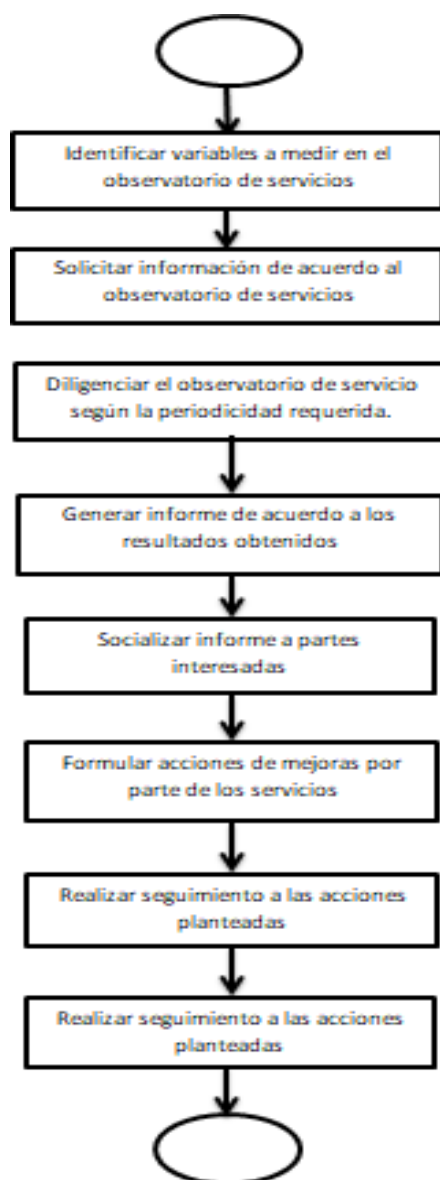 Identificar variables a medir en el
observatorio de servicios
Solicitar información de acuerdo al
observatorio de servicios
Diligenciar el observatorio de servicio
según la periodicidad requerida.
Generar informe de acuerdo a los
resultados obtenidos
Socializar informe a partes
interesadas
Formular acciones de mejoras por
parte de los servicios
Realizar seguimiento a las acciones
planteadas
Realizar seguimiento a las acciones
planteadas